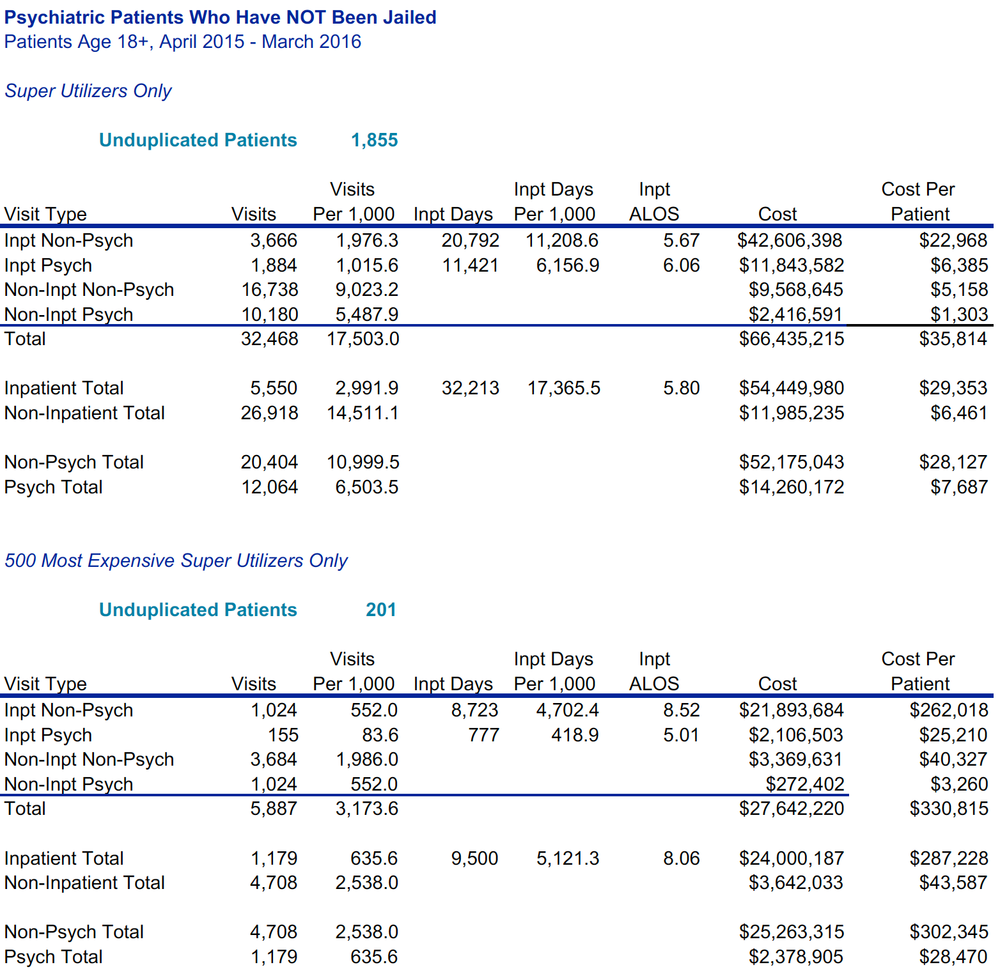 Psychiatric Patients Who Have NOT Been Jailed
Patients Age 18+, April 2015 - March 2016
Super Utilizers Only
Unduplicated Patients 1,855
Visits Inpt Days Inpt Cost Per
Visit Type Visits Per 1,000 Inpt Days Per 1,000 ALOS Cost Patient
Inpt Non-Psych 3,666 1,976.3 20,792 11,208.6 5.67 $42,606,398 $22,968
Inpt Psych 1,884 1,015.6 11,421 6,156.9 6.06 $11,843,582 $6,385
Non-Inpt Non-Psych 16,738 9,023.2 $9,568,645 $5,158
Non-Inpt Psych 10,180 5,487.9 $2,416,591 $1,303
Total 32,468 17,503.0 $66,435,215 $35,814
Inpatient Total 5,550 2,991.9 32,213 17,365.5 5.80 $54,449,980 $29,353
Non-Inpatient Total 26,918 14,511.1 $11,985,235 $6,461
Non-Psych Total 20,404 10,999.5 $52,175,043 $28,127
Psych Total 12,064 6,503.5 $14,260,172 $7,687
500 Most Expensive Super Utilizers Only
Unduplicated Patients 201
Visits Inpt Days Inpt Cost Per
Visit Type Visits Per 1,000 Inpt Days Per 1,000 ALOS Cost Patient
Inpt Non-Psych 1,024 552.0 8,723 4,702.4 8.52 $21,893,684 $262,018
Inpt Psych 155 83.6 777 418.9 5.01 $2,106,503 $25,210
Non-Inpt Non-Psych 3,684 1,986.0 $3,369,631 $40,327
Non-Inpt Psych 1,024 552.0 $272,402 $3,260
Total 5,887 3,173.6 $27,642,220 $330,815
Inpatient Total 1,179 635.6 9,500 5,121.3 8.06 $24,000,187 $287,228
Non-Inpatient Total 4,708 2,538.0 $3,642,033 $43,587
Non-Psych Total 4,708 2,538.0 $25,263,315 $302,345
Psych Total 1,179 635.6 $2,378,905 $28,470